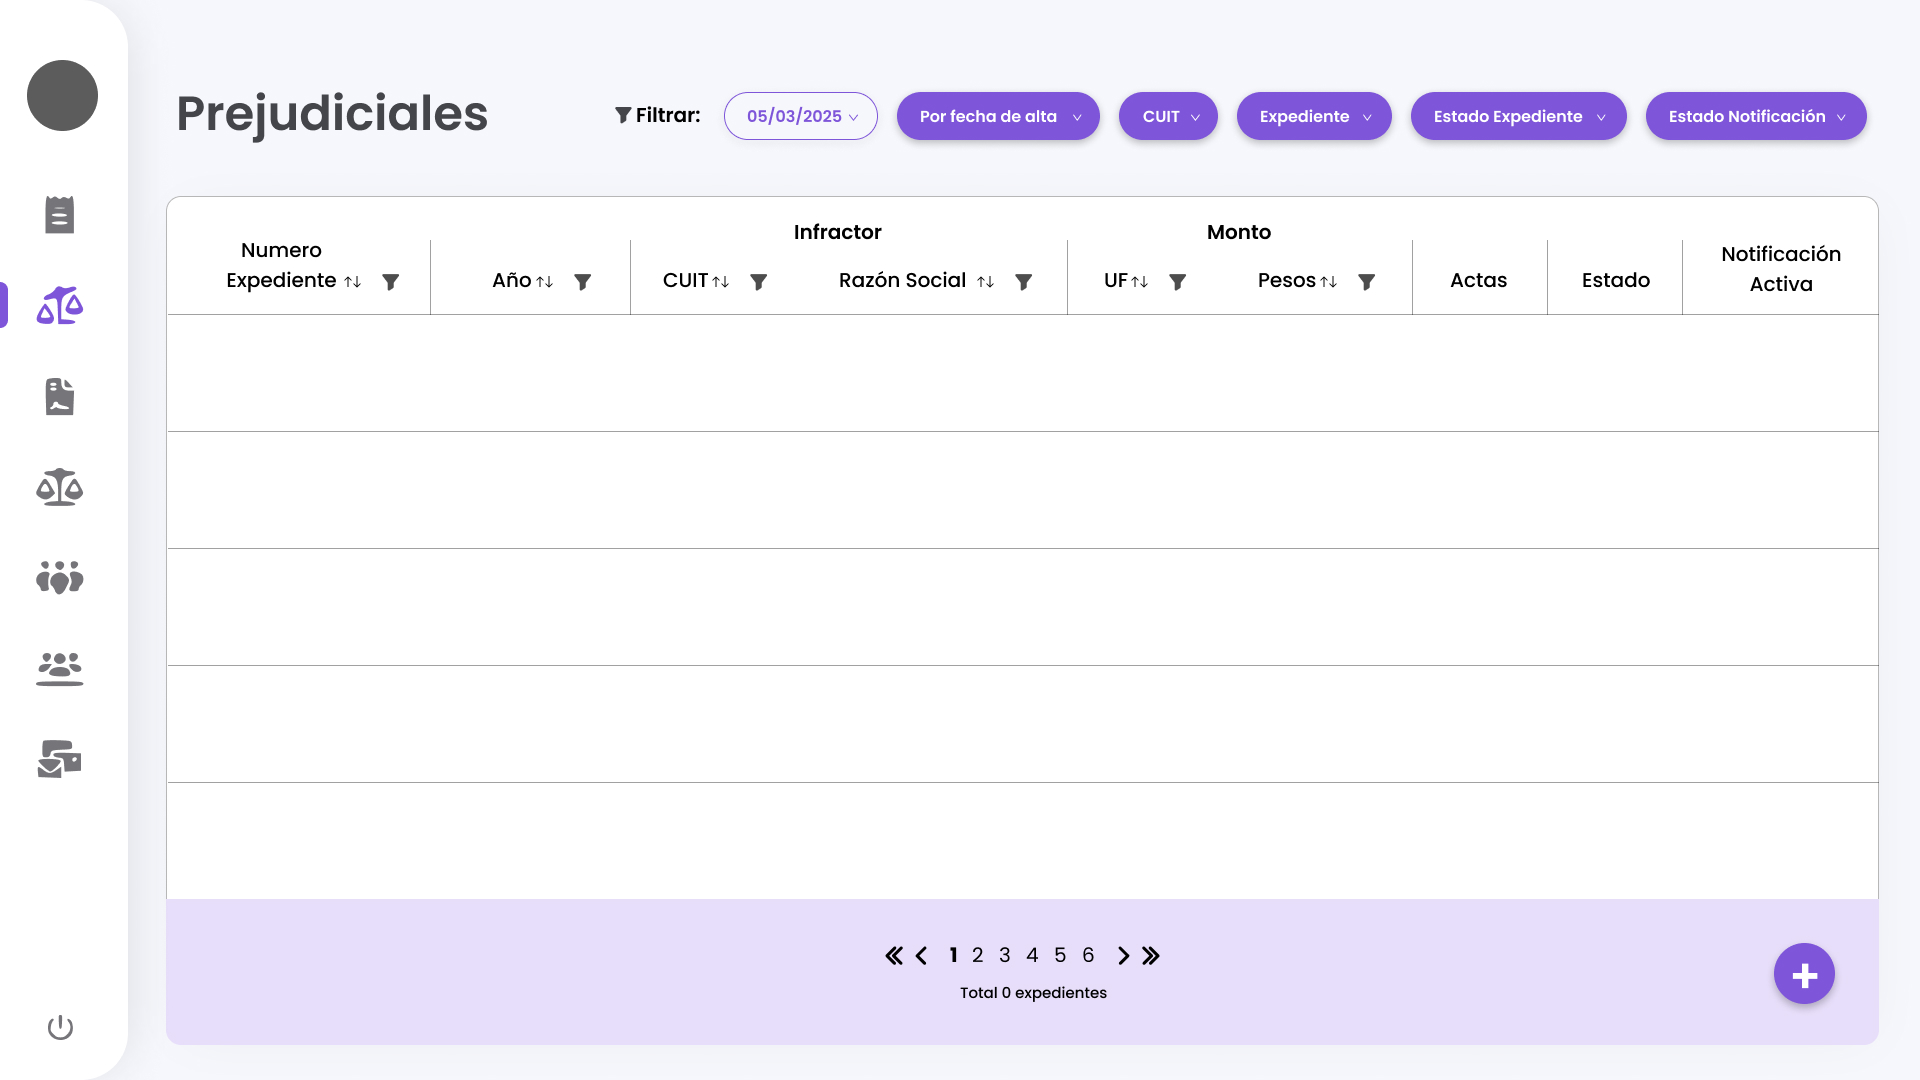 Prejudiciales
Filtrar:
05/03/2025
Por fecha de alta
CUIT
Expediente
Estado Expediente
Estado Notificación
Infractor
Monto
Numero
Expediente
Año
CUIT
Razón Social
UF
Pesos
Actas
Estado
Notificación
Activa
1 2 3 4 5 6
Total 0 expedientes